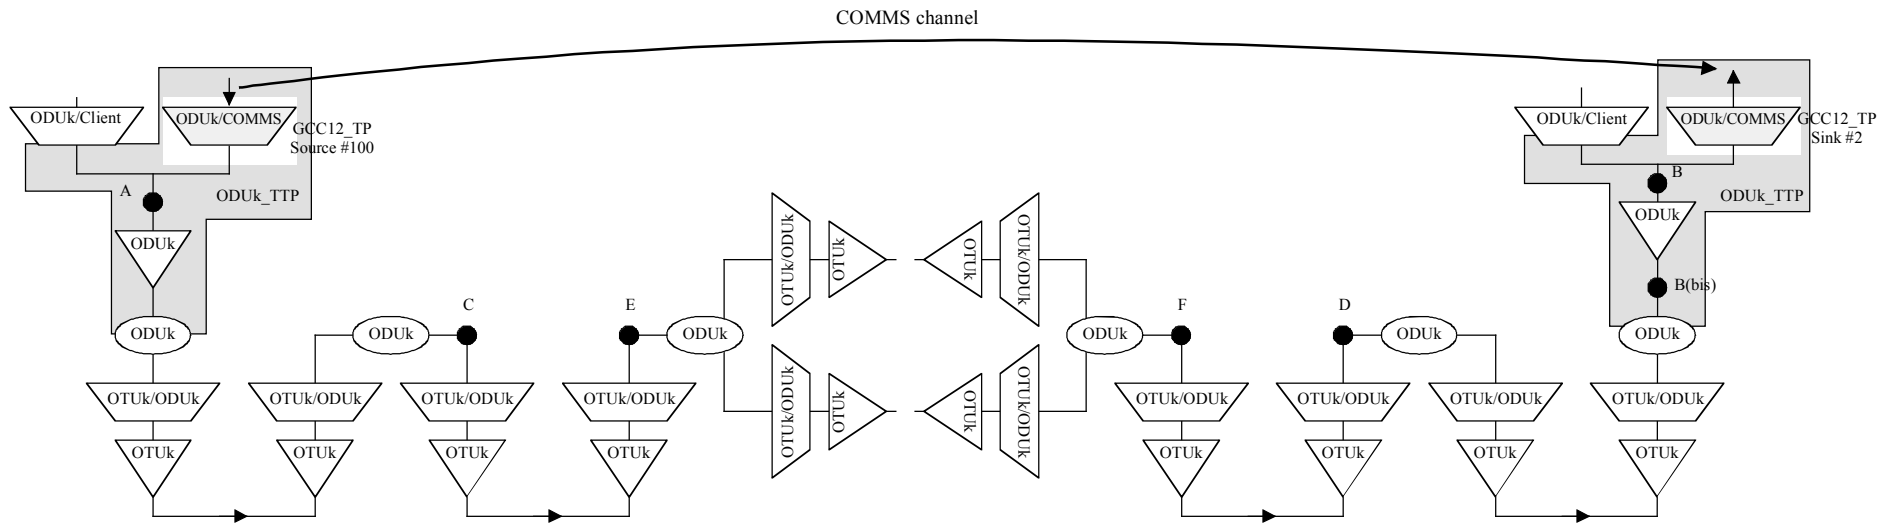 COMMS channel
ODUk/Client
ODUk/COMMS
GCC12_TP
Source #100
A
ODUk_TTP
ODUk
ODUk
ODUk/Client
ODUk/COMMS
GCC12_TP
Sink #2
B
ODUk_TTP
ODUk
B(bis)
ODUk
OTUk/ODUk
OTUk
OTUk
OTUk/ODUk
C
E
F
D
ODUk
ODUk
ODUk
ODUk
OTUk/ODUk
OTUk
OTUk
OTUk/ODUk
OTUk/ODUk
OTUk/ODUk
OTUk/ODUk
OTUk/ODUk
OTUk/ODUk
OTUk/ODUk
OTUk/ODUk
OTUk/ODUk
OTUk
OTUk
OTUk
OTUk
OTUk
OTUk
OTUk
OTUk